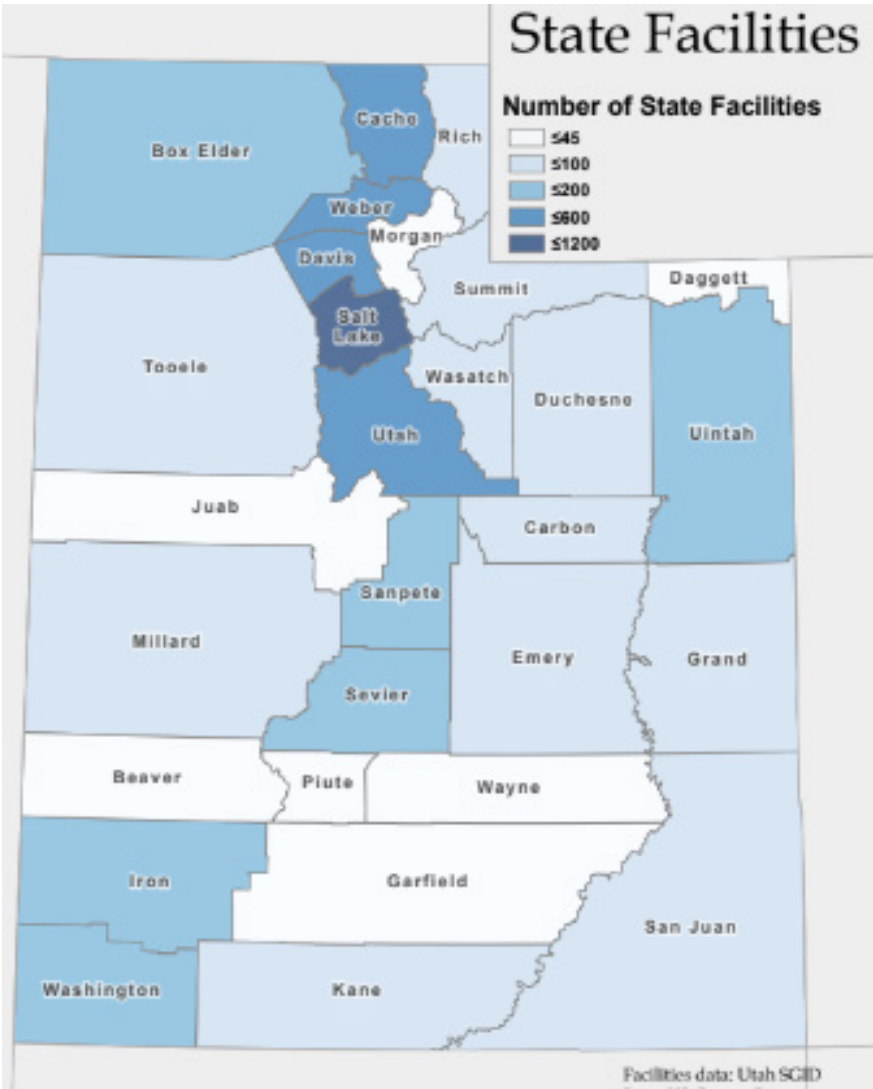 State Facilities
Number of State Facilities
≤45
≤100
≤200
≤600
≤1200
Cache
Rich
Box Elder
Weber
Morgan
Davis
Summit
Daggett
Salt
Lake
Tooele
Wasatch
Duchesne
Utah
Uintah
Juab
Carbon
Sanpete
Millard
Emery
Grand
Sevier
Beaver
Piute
Wayne
Iron
Garfield
San Juan
Washington
Kane
Facilities data: Utah SGID